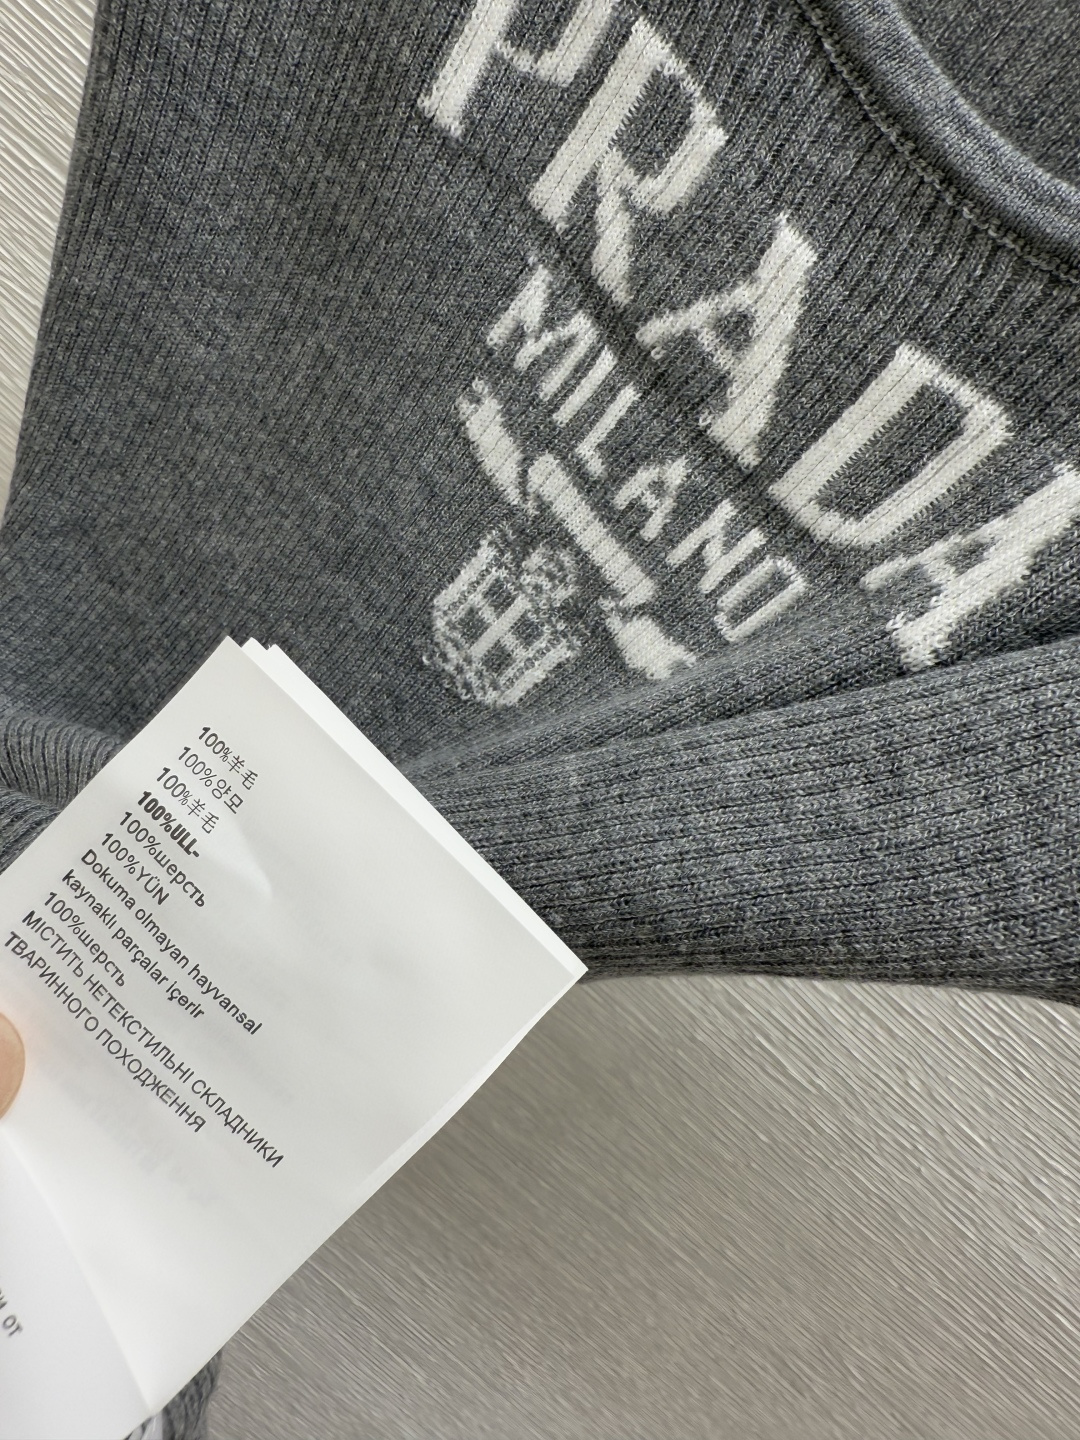 PRADA
MILANO
100%羊毛
100%양모
100%羊毛
100%ULL-
100%шерсть
100%YÜN
Dokuma olmayan hayvansal
kaynaklı parçalar içerir
100%шерсть
МІСТИТЬ НЕТЕКСТИЛЬНІ СКЛАДНИКИ
ТВАРИННОГО ПОХОДЖЕННЯ
от